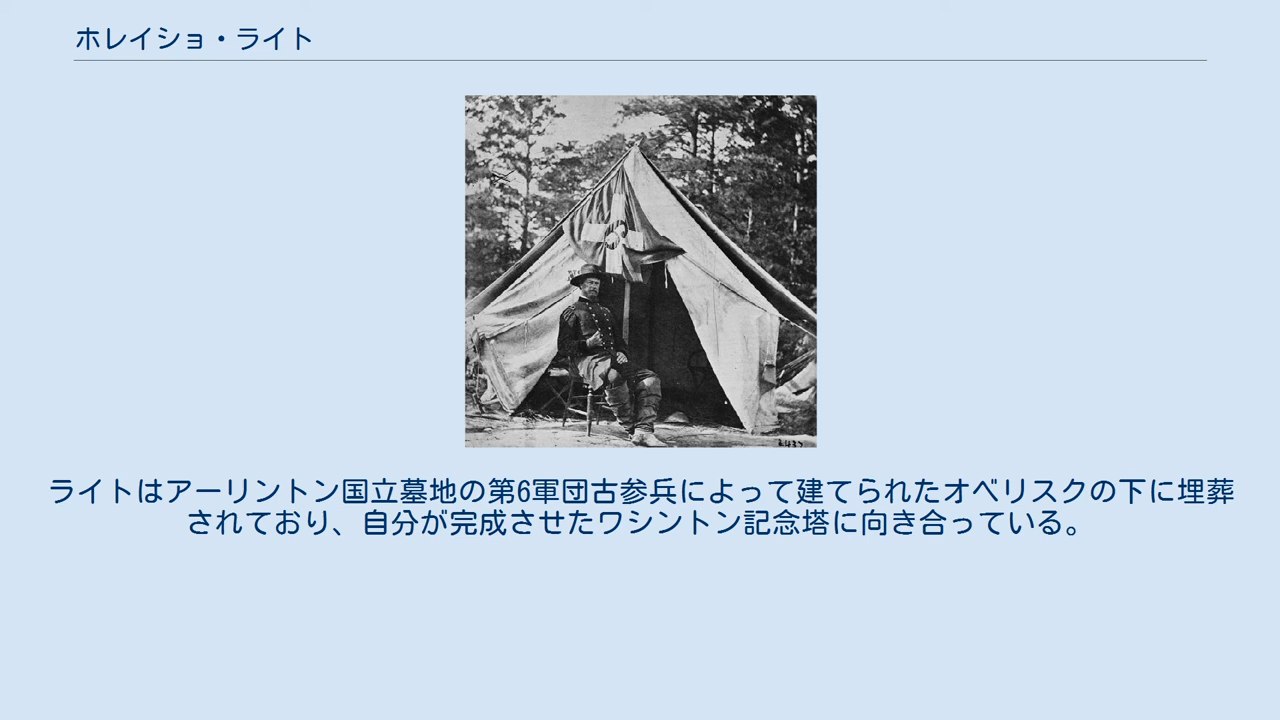 ホレイショ・ライト
ライトはアーリントン国立墓地の第6軍団古参兵によって建てられたオベリスクの下に埋葬
されており、自分が完成させたワシントン記念塔に向き合っている。